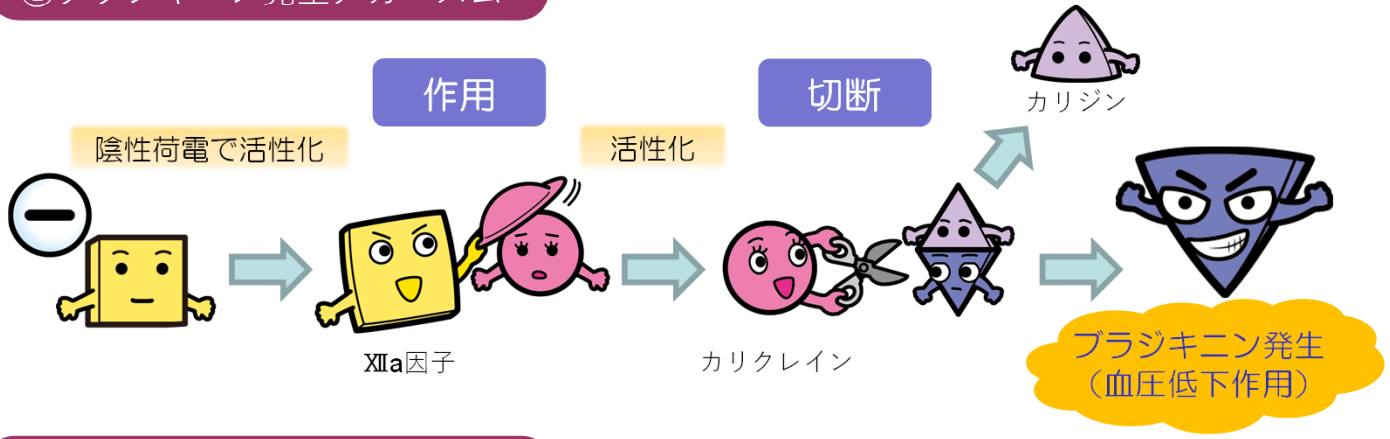 作用
切断
カリジン
陰性荷電で活性化
活性化
XⅡa因子
カリクレイン
ブラジキニン発生
(血圧低下作用)